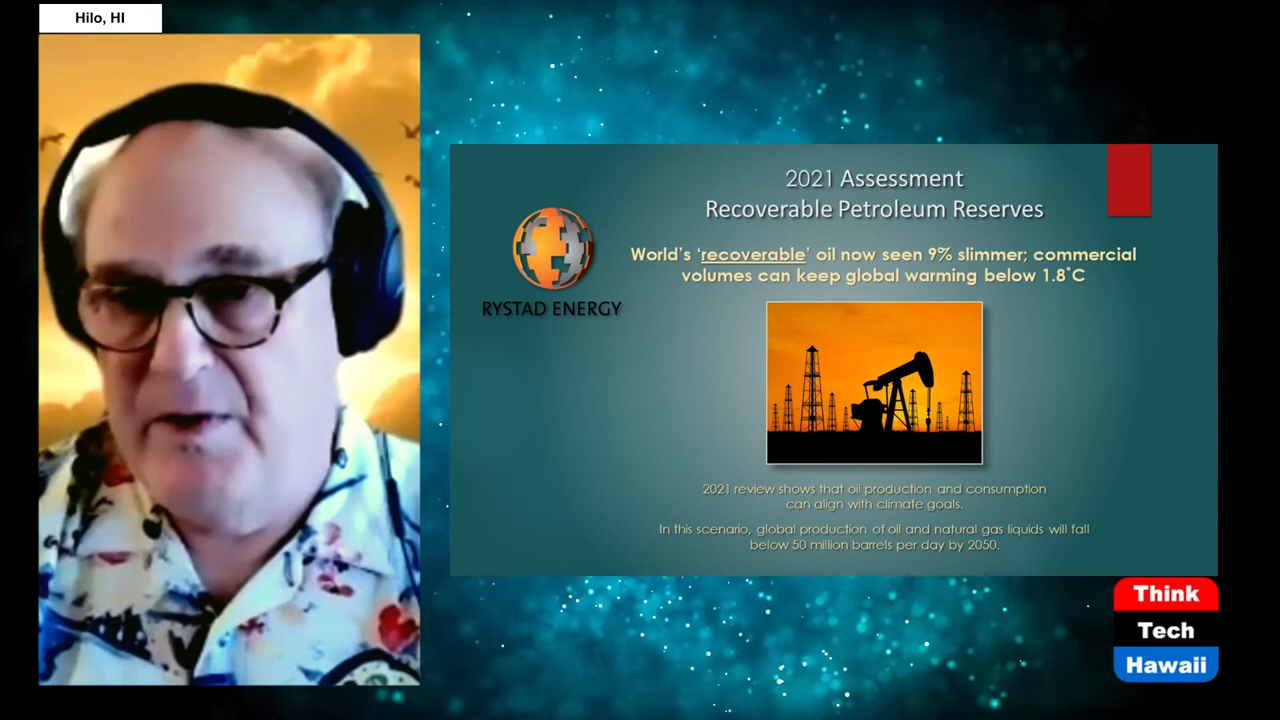 Hilo, HI
2021 Assessment
Recoverable Petroleum Reserves
World's 'recoverable' oil now seen 9% slimmer; commercial
volumes can keep global warming below 1.8°C
RYSTAD ENERGY
2021 review shows that oil production and consumption
can align with climate goals.
In this scenario, global production of oil and natural gas liquids will fall
below 50 million barrels per day by 2050.
Think
Tech
Hawaii